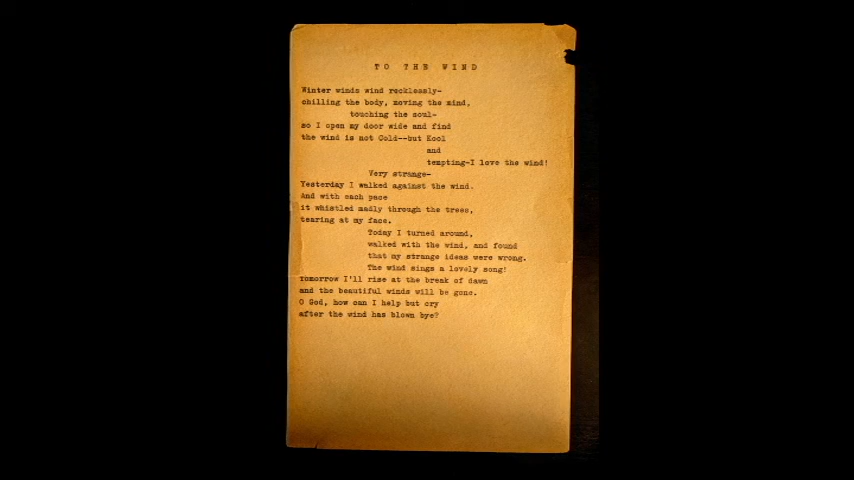 TO THE WIND
Winter winds wind recklessly-
chilling the body, moving the mind,
touching the soul-
so I open my door wide and find
the wind is not Cold--but Kool
and
tempting-I love the wind!
Very strange-
Yesterday I walked against the wind.
And with each pace
it whistled madly through the trees,
tearing at my face.
Today I turned around,
walked with the wind, and found
that my strange ideas were wrong.
The wind sings a lovely song!
Tomorrow I'll rise at the break of dawn
and the beautiful winds will be gone.
O God, how can I help but cry
after the wind has blown bye?